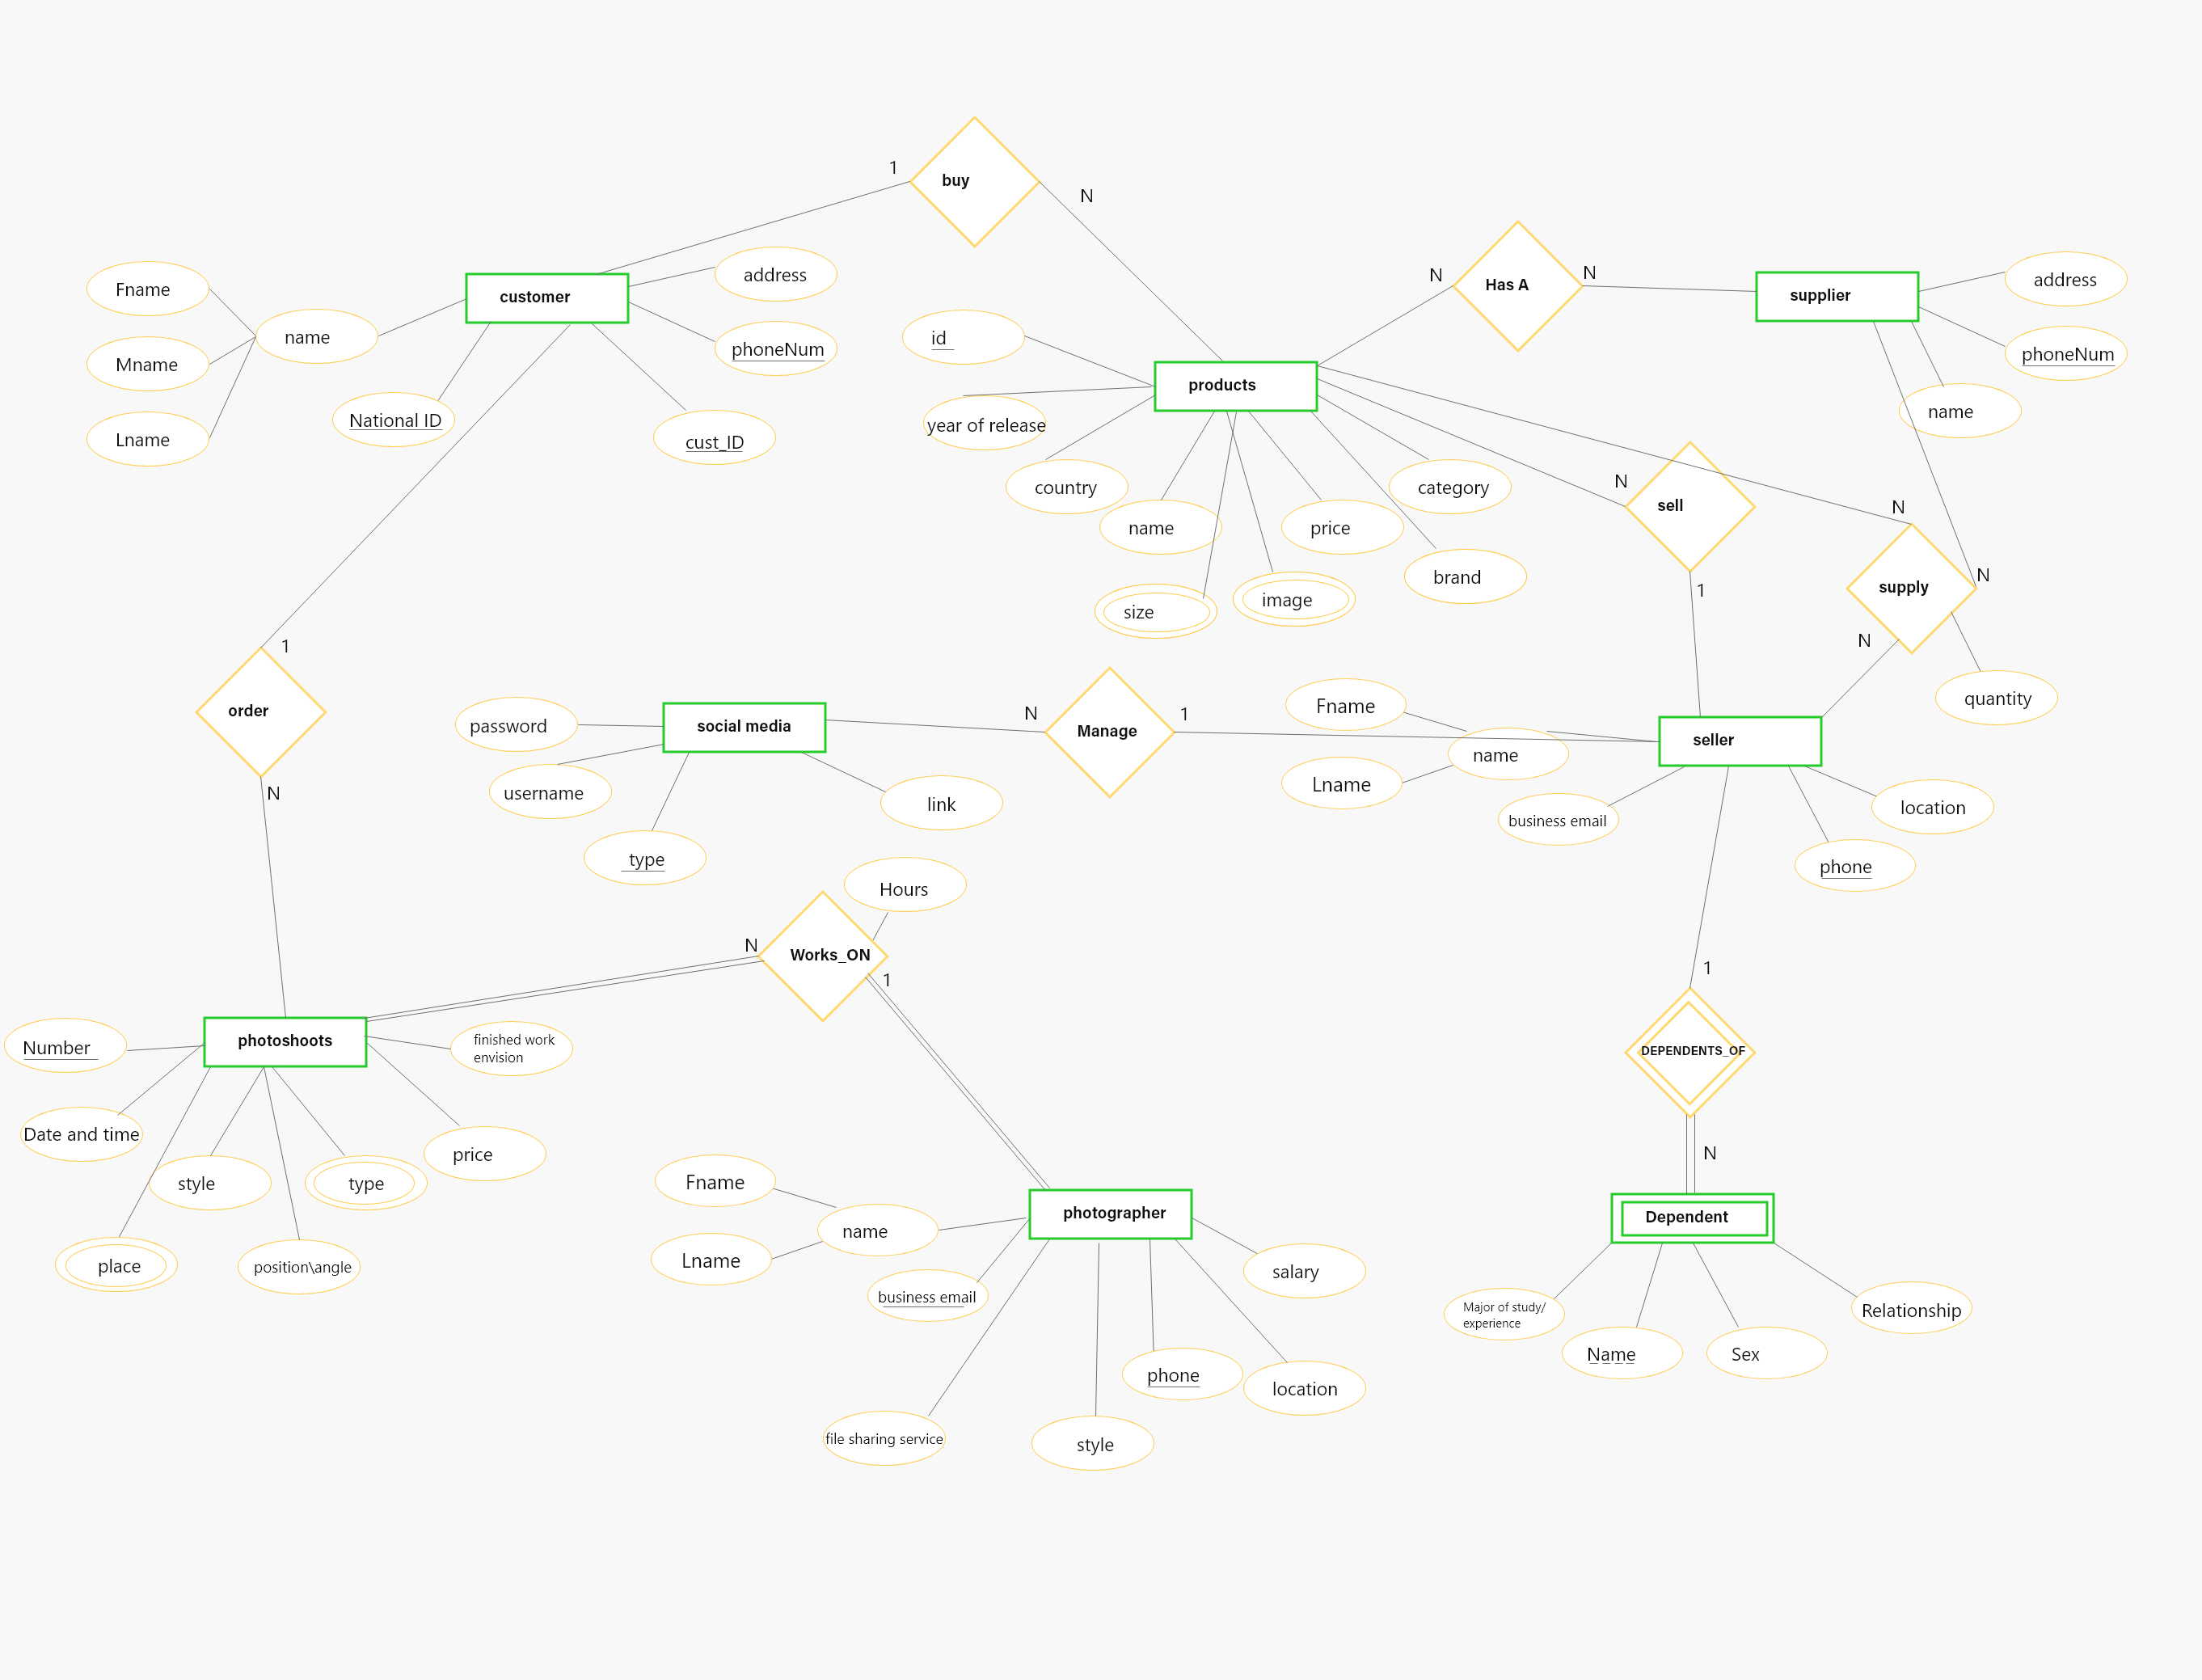 1
buy
N
Fname
Mname
Lname
name
customer
address
phoneNum
National ID
cust_ID
N
Has A
N
supplier
address
phoneNum
name
id
products
year of release
country
name
size
image
price
category
brand
N
sell
1
N
supply
N
N
quantity
1
order
N
password
social media
username
type
link
N
Manage
1
Fname
Lname
name
seller
business email
location
phone
Hours
N
Works_ON
1
1
DEPENDENTS_OF
N
Number
photoshoots
finished work
envision
Date and time
style
type
price
place
position\angle
Fname
Lname
name
photographer
business email
salary
phone
location
file sharing service
style
Dependent
Major of study/
experience
Name
Sex
Relationship